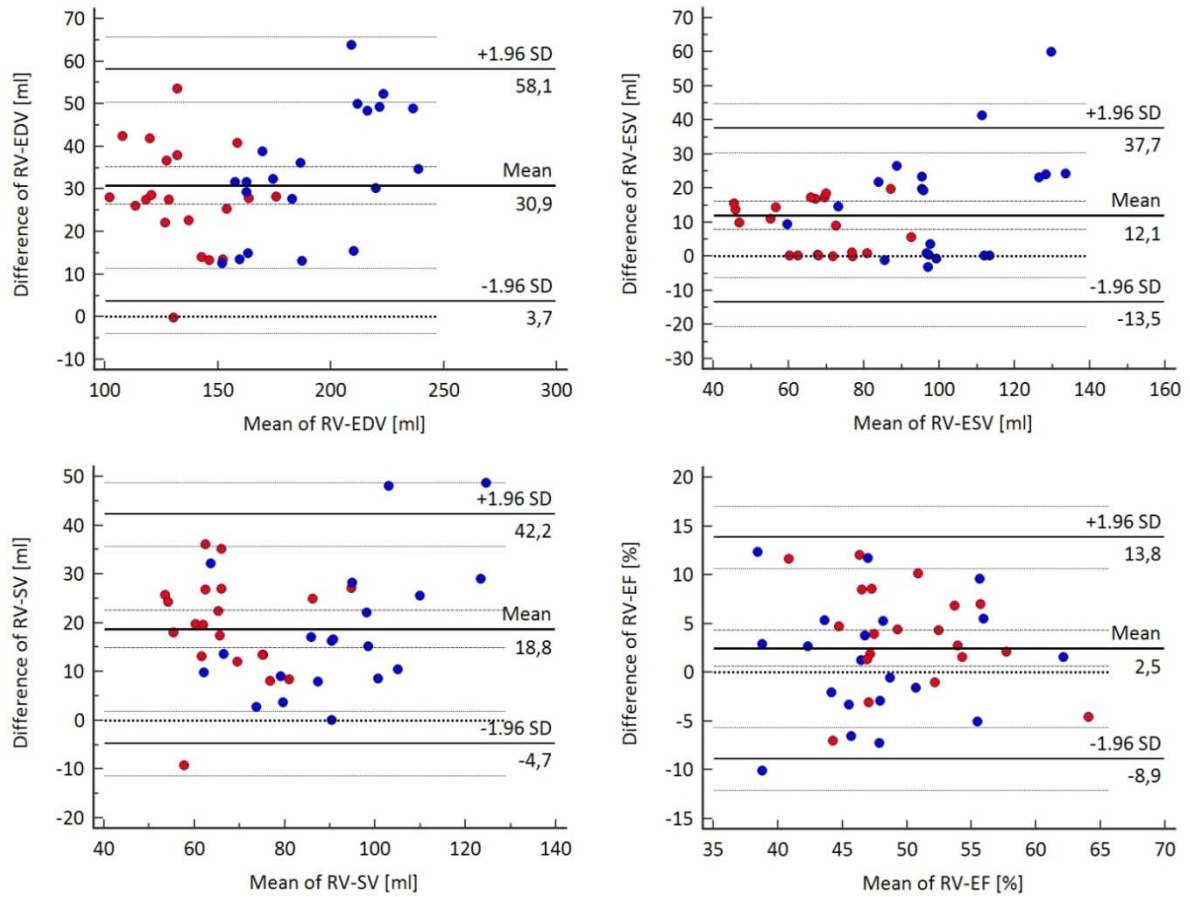 70
60
50
40
30
20
10
0
-10
Difference of RV-EDV [ml]
+1.96 SD
58,1
Mean
30,9
-1.96 SD
3,7
100 150 200 250 300
Mean of RV-EDV [ml]
70
60
50
40
30
20
10
0
-10
-20
-30
Difference of RV-ESV [ml]
+1.96 SD
37,7
Mean
12,1
-1.96 SD
-13,5
40 60 80 100 120 140 160
Mean of RV-ESV [ml]
50
40
30
20
10
0
-10
-20
Difference of RV-SV [ml]
+1.96 SD
42,2
Mean
18,8
-1.96 SD
-4,7
40 60 80 100 120 140
Mean of RV-SV [ml]
20
15
10
5
0
-5
-10
-15
Difference of RV-EF [%]
+1.96 SD
13,8
Mean
2,5
-1.96 SD
-8,9
35 40 45 50 55 60 65 70
Mean of RV-EF [%]